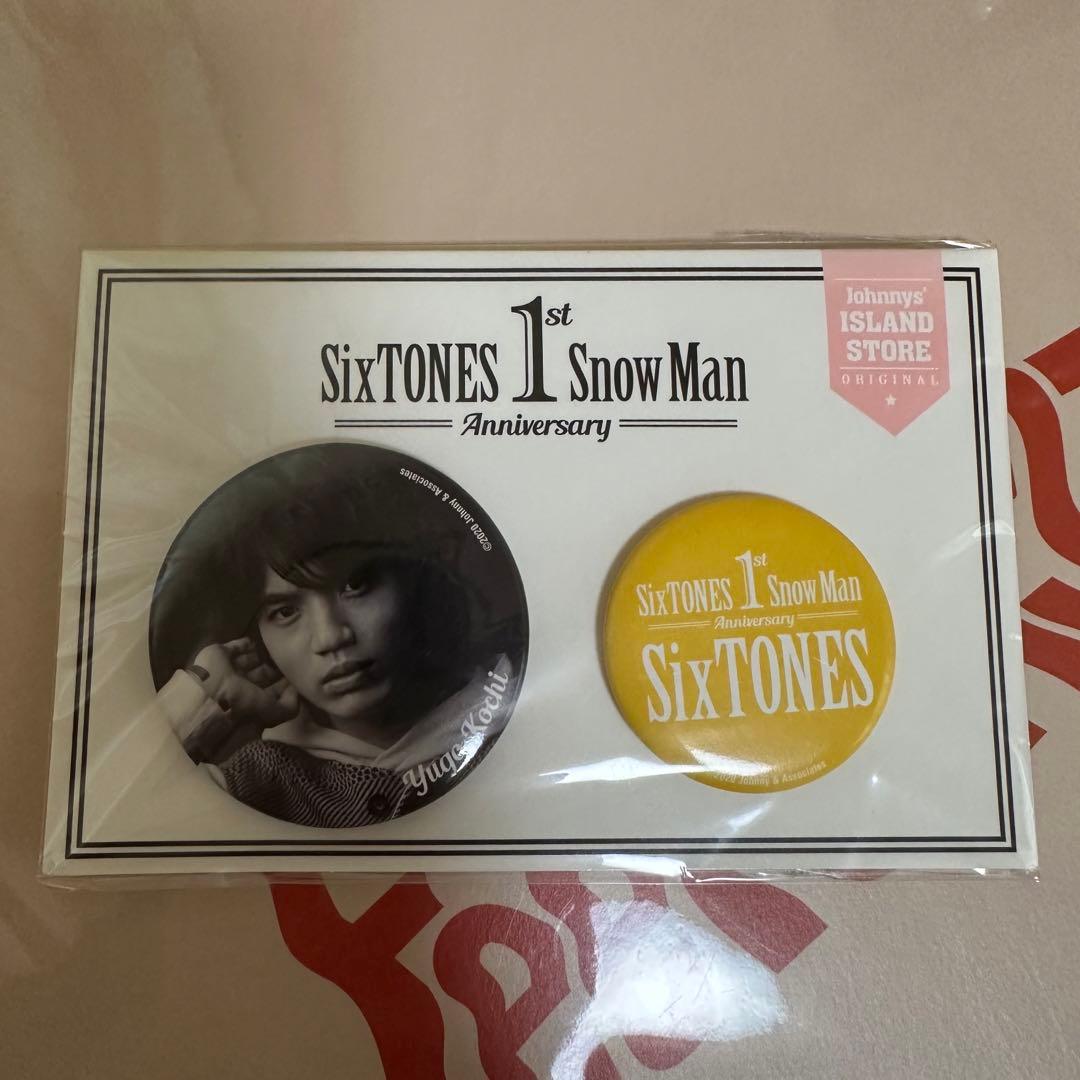 SixTONES 1st Snow Man
Anniversary
Johnnys'
ISLAND
STORE
ORIGINAL
©2020 Johnny & Associates
Yugo Kochi
SixTONES 1st Snow Man
Anniversary
SixTONES
2020 Johnny & Associates